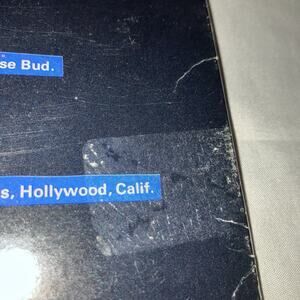 se Bud.
s, Hollywood, Calif.